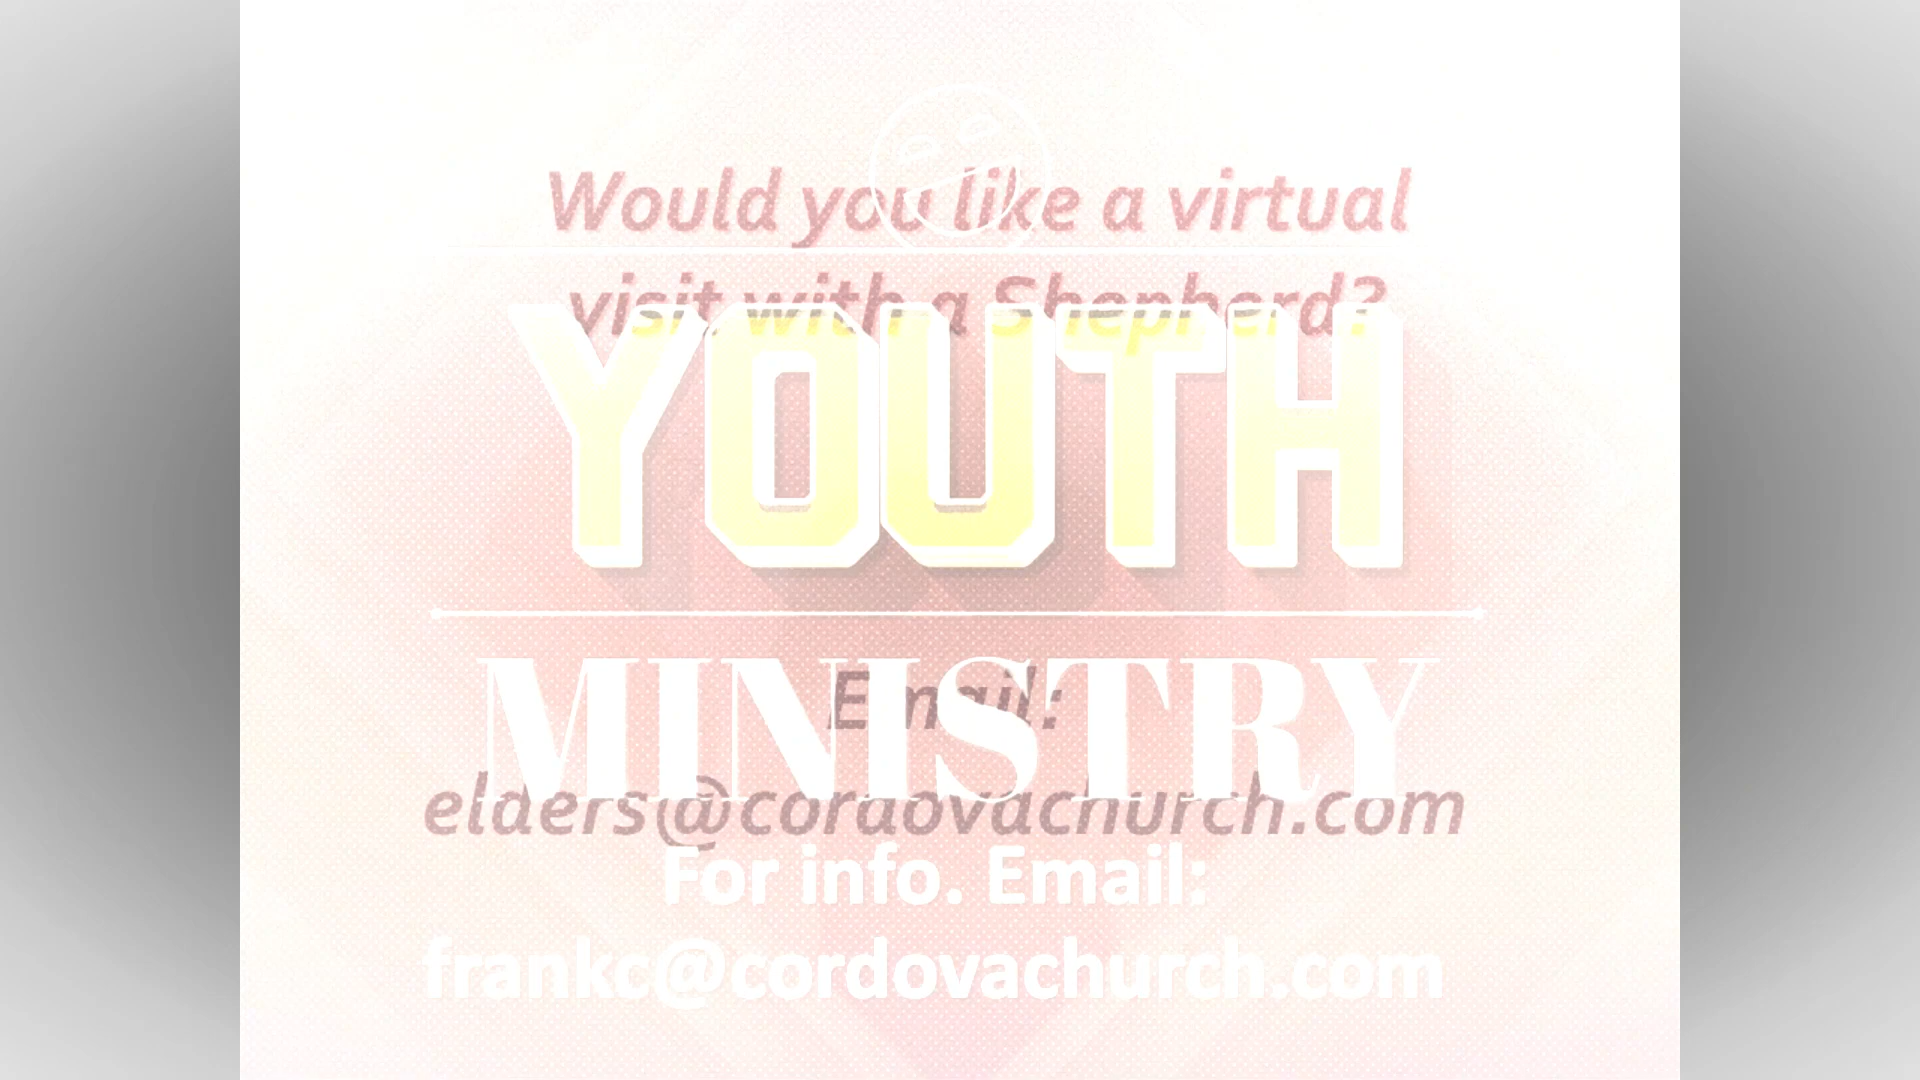 Would you like a virtual
visit with a Shepherd?
YOUTH
MINISTRY
Email:
elders@cordovachurch.com
For info. Email:
frankc@cordovachurch.com